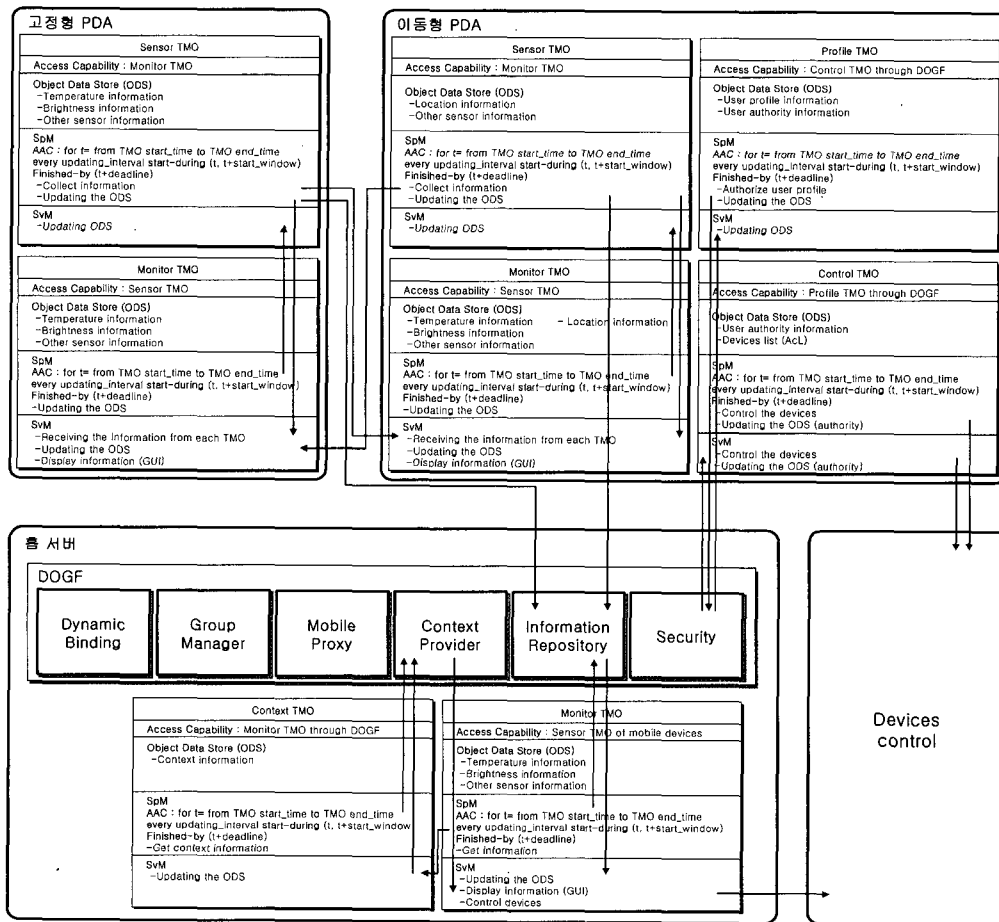 고정형 PDA
Sensor TMO
Access Capability : Monitor TMO
Object Data Store (ODS)
-Temperature information
-Brightness information
-Other sensor information
SpM
AAC : for t= from TMO start_time to TMO end_time
every updating_interval start-during (t, t+start_window)
Finished-by (t+deadline)
-Collect information
-Updating the ODS
SvM
-Updating ODS
Monitor TMO
Access Capability : Sensor TMO
Object Data Store (ODS)
-Temperature information
-Brightness information
-Other sensor information
SpM
AAC : for t= from TMO start_time to TMO end_time
every updating_interval start-during (t, t+start_window)
Finished-by (t+deadline)
-Updating the ODS
SvM
-Receiving the information from each TMO
-Updating the ODS
-Display information (GUI)
이동형 PDA
Sensor TMO
Access Capability : Monitor TMO
Object Data Store (ODS)
-Location information
-Other sensor information
SpM
AAC : for t= from TMO start_time to TMO end_time
every updating_interval start-during (t, t+start_window)
Finished-by (t+deadline)
-Collect information
-Updating the ODS
SvM
-Updating ODS
Profile TMO
Access Capability : Control TMO through DOGF
Object Data Store (ODS)
-User profile information
-User authority information
SpM
AAC : for t= from TMO start_time to TMO end_time
every updating_interval start-during (t, t+start_window)
Finished-by (t+deadline)
-Authorize user profile
-Updating the ODS
SvM
-Updating ODS
Monitor TMO
Access Capability : Sensor TMO
Object Data Store (ODS)
-Temperature information - Location information
-Brightness information
-Other sensor information
SpM
AAC : for t= from TMO start_time to TMO end_time
every updating_interval start-during (t, t+start_window)
Finished-by (t+deadline)
-Updating the ODS
SvM
-Receiving the information from each TMO
-Updating the ODS
-Display information (GUI)
Control TMO
Access Capability : Profile TMO through DOGF
Object Data Store (ODS)
-User authority information
-Devices list (AcL)
SpM
AAC : for t= from TMO start_time to TMO end_time
every updating_interval start-during (t, t+start_window)
Finished-by (t+deadline)
-Control the devices
-Updating the ODS (authority)
SvM
-Control the devices
-Updating the ODS (authority)
홈 서버
DOGF
Dynamic
Binding
Group
Manager
Mobile
Proxy
Context
Provider
Information
Repository
Security
Context TMO
Access Capability : Monitor TMO through DOGF
Object Data Store (ODS)
-Context information
SpM
AAC : for t= from TMO start_time to TMO end_time
every updating_interval start-during (t, t+start_window
Finished-by (t+deadline)
-Get context information
SvM
-Updating the ODS
Monitor TMO
Access Capability : Sensor TMO of mobile devices
Object Data Store (ODS)
-Temperature information
-Brightness information
-Other sensor information
SpM
AAC : for t= from TMO start_time to TMO end_time
every updating_interval start-during (t, t+start_window)
Finished-by (t+deadline)
-Get information
SvM
-Updating the ODS
-Display information (GUI)
-Control devices
Devices
control